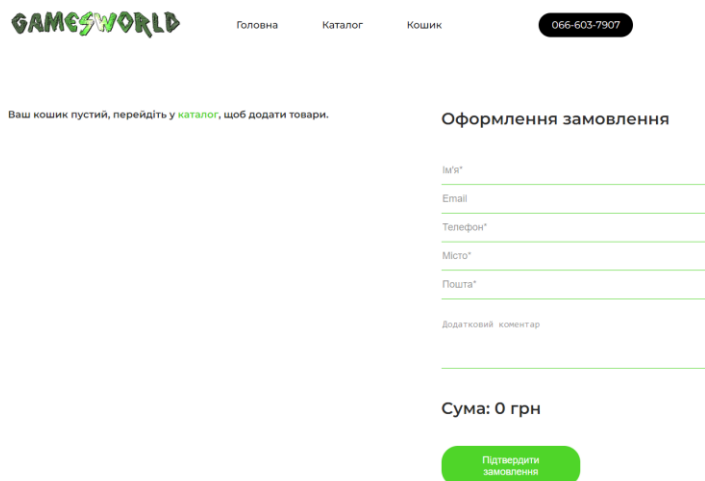 GAMESWORLD
Головна Каталог Кошик 066-603-7907
Ваш кошик пустий, перейдіть у каталог, щоб додати товари.
Оформлення замовлення
Ім'я*
Email
Телефон*
Місто*
Пошта*
Додатковий коментар
Сума: 0 грн
Підтвердити
замовлення